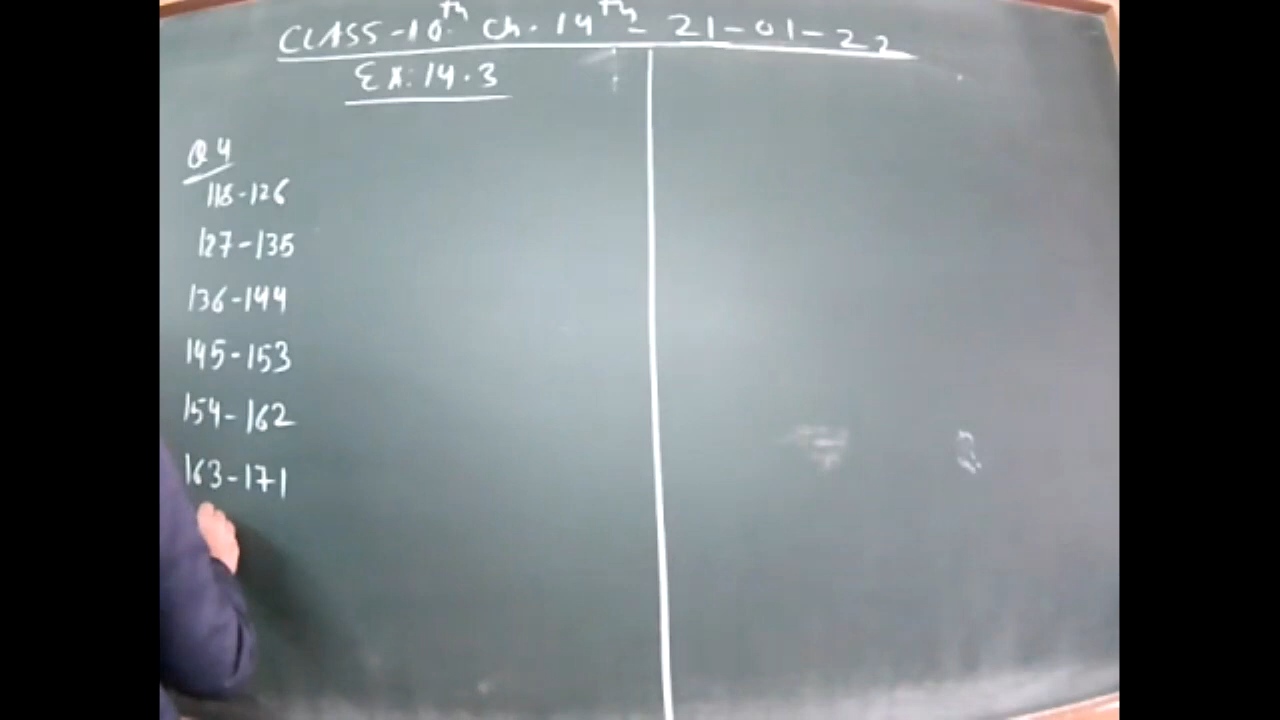 CLASS-10th Ch. 14th - 21-01-22
Ex: 14.3
Q4
118-126
127-135
136-144
145-153
154-162
163-171